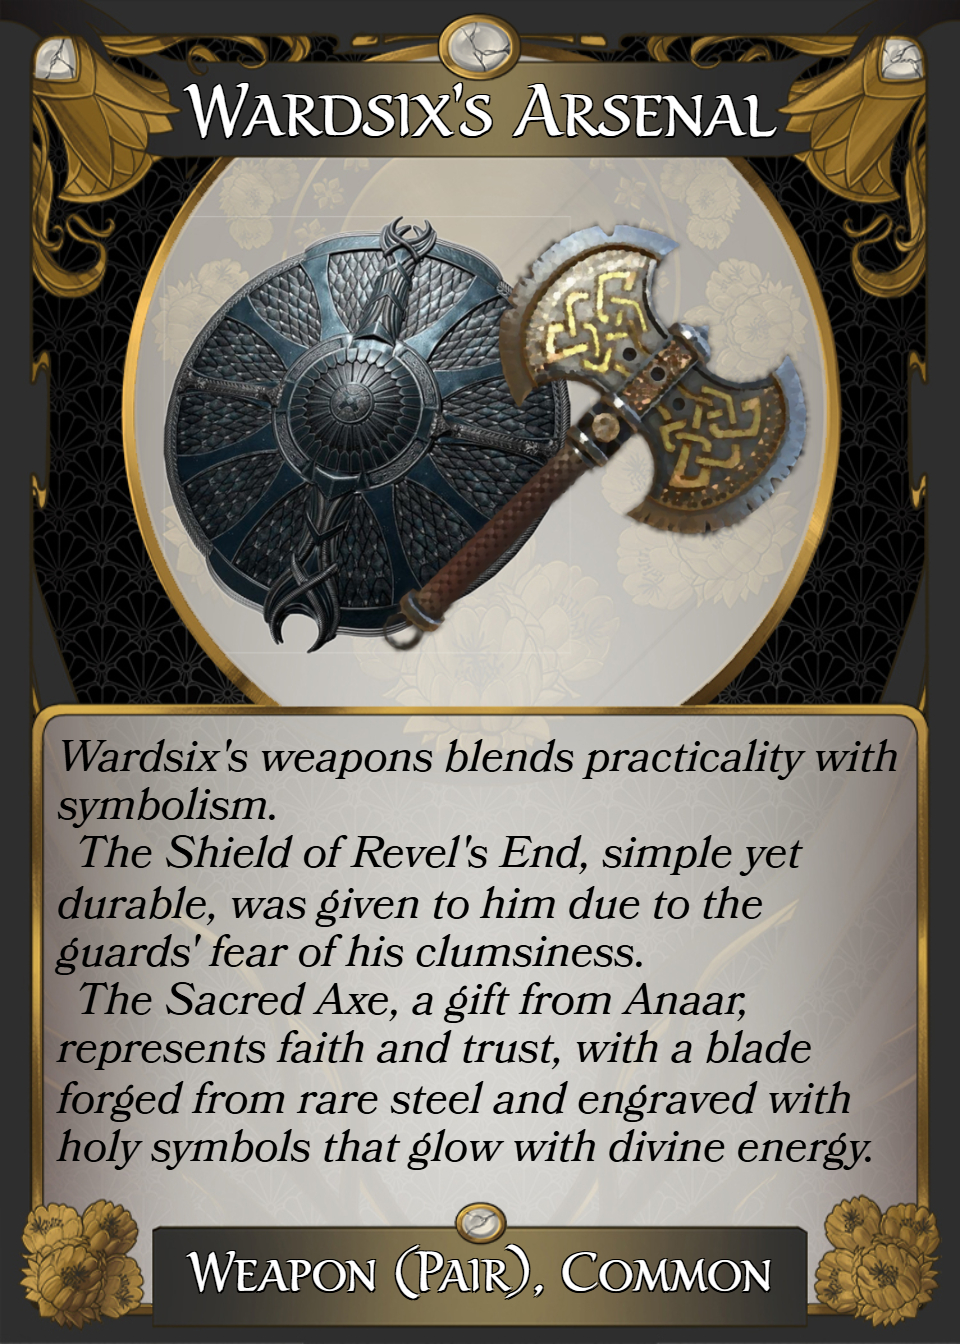 Wardsix's Arsenal
Wardsix's weapons blends practicality with
symbolism.
The Shield of Revel's End, simple yet
durable, was given to him due to the
guards' fear of his clumsiness.
The Sacred Axe, a gift from Anaar,
represents faith and trust, with a blade
forged from rare steel and engraved with
holy symbols that glow with divine energy.
Weapon (Pair), Common